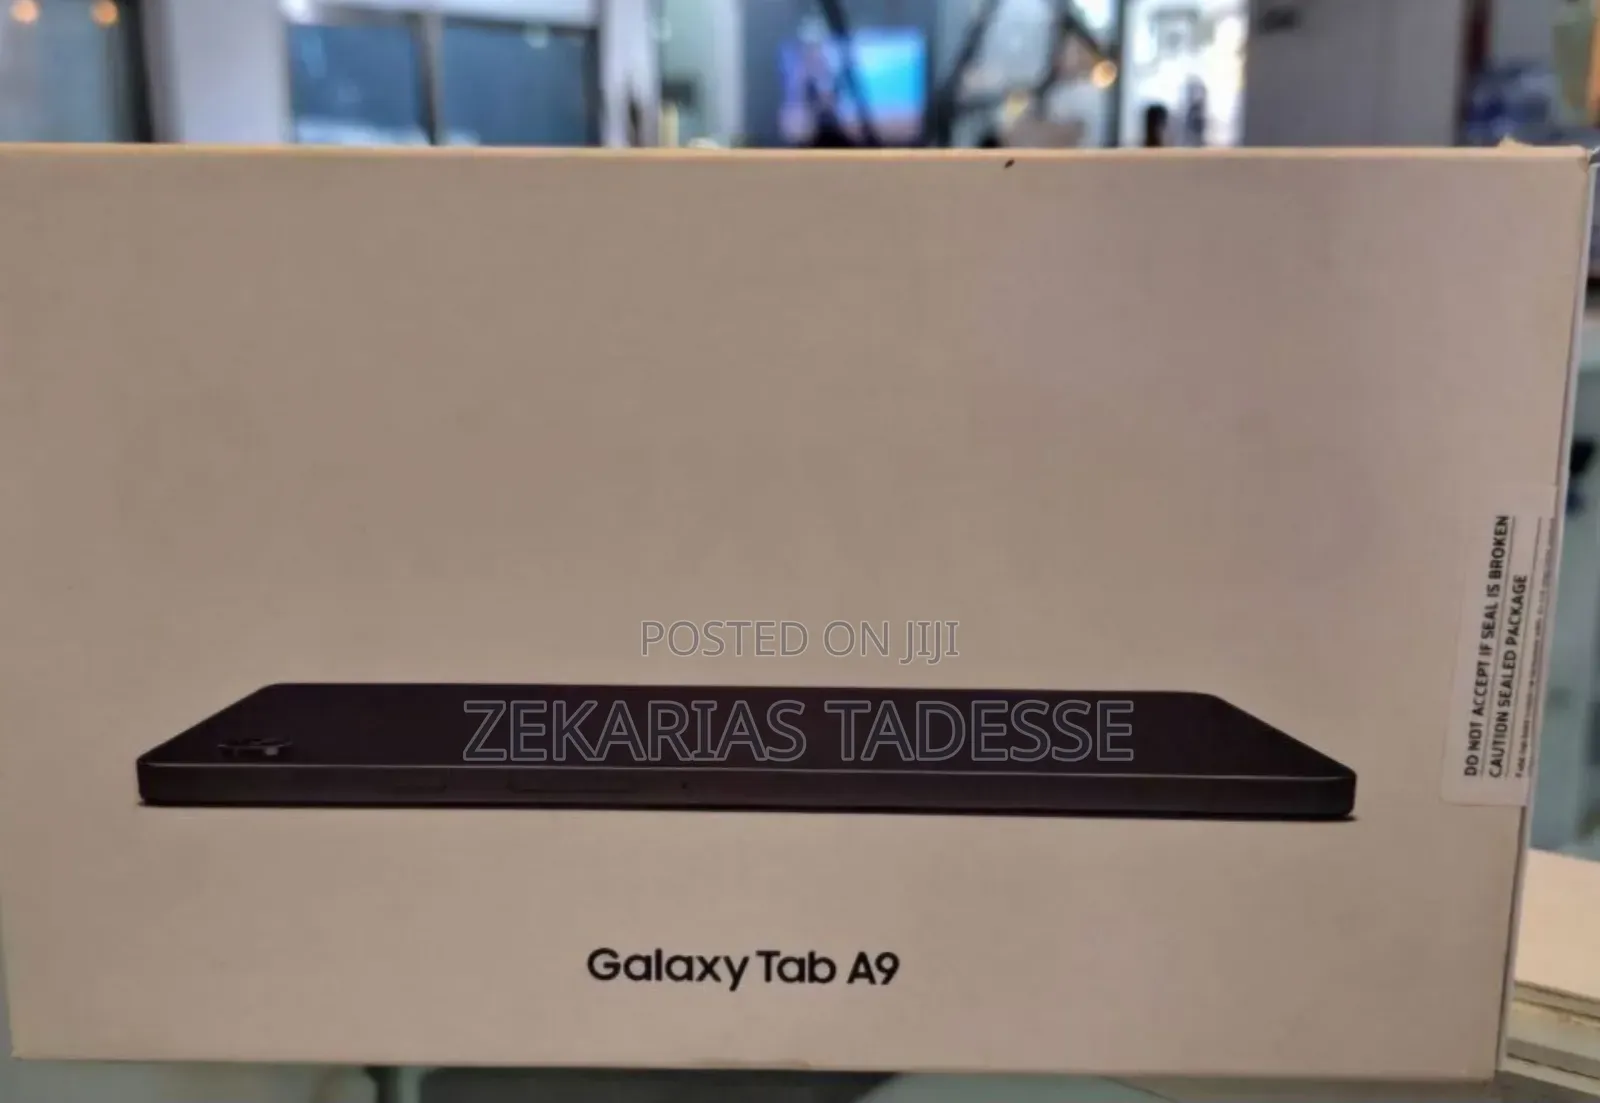 POSTED ON JIJI
ZEKARIAS TADESSE
Galaxy Tab A9
DO NOT ACCEPT IF SEAL IS BROKEN
CAUTION SEALED PACKAGE